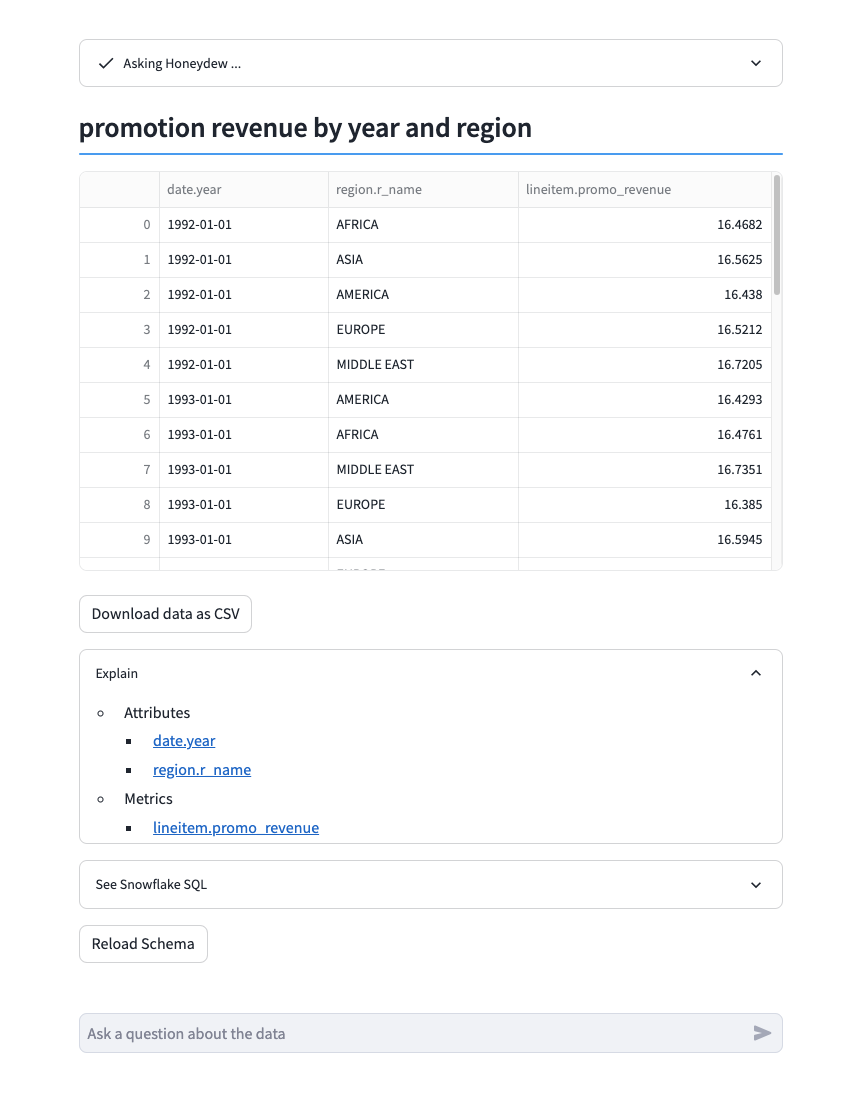 Asking Honeydew ...
promotion revenue by year and region
date.year region.r_name lineitem.promo_revenue
0 1992-01-01 AFRICA 16.4682
1 1992-01-01 ASIA 16.5625
2 1992-01-01 AMERICA 16.438
3 1992-01-01 EUROPE 16.5212
4 1992-01-01 MIDDLE EAST 16.7205
5 1993-01-01 AMERICA 16.4293
6 1993-01-01 AFRICA 16.4761
7 1993-01-01 MIDDLE EAST 16.7351
8 1993-01-01 EUROPE 16.385
9 1993-01-01 ASIA 16.5945
Download data as CSV
Explain
Attributes
date.year
region.r_name
Metrics
lineitem.promo_revenue
See Snowflake SQL
Reload Schema
Ask a question about the data